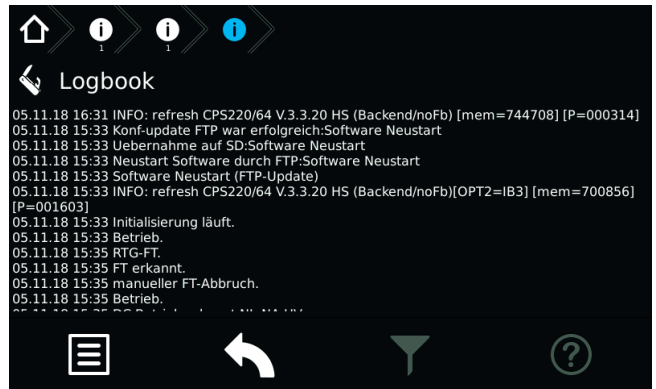 1
1
Logbook
05.11.18 16:31 INFO: refresh CPS220/64 V.3.3.20 HS (Backend/noFb) [mem=744708] [P=000314]
05.11.18 15:33 Konf-update FTP war erfolgreich:Software Neustart
05.11.18 15:33 Uebernahme auf SD:Software Neustart
05.11.18 15:33 Neustart Software durch FTP:Software Neustart
05.11.18 15:33 Software Neustart (FTP-Update)
05.11.18 15:33 INFO: refresh CPS220/64 V.3.3.20 HS (Backend/noFb)[OPT2=IB3] [mem=700856]
[P=001603]
05.11.18 15:33 Initialisierung läuft.
05.11.18 15:33 Betrieb.
05.11.18 15:35 RTG-FT.
05.11.18 15:35 FT erkannt.
05.11.18 15:35 manueller FT-Abbruch.
05.11.18 15:35 Betrieb.